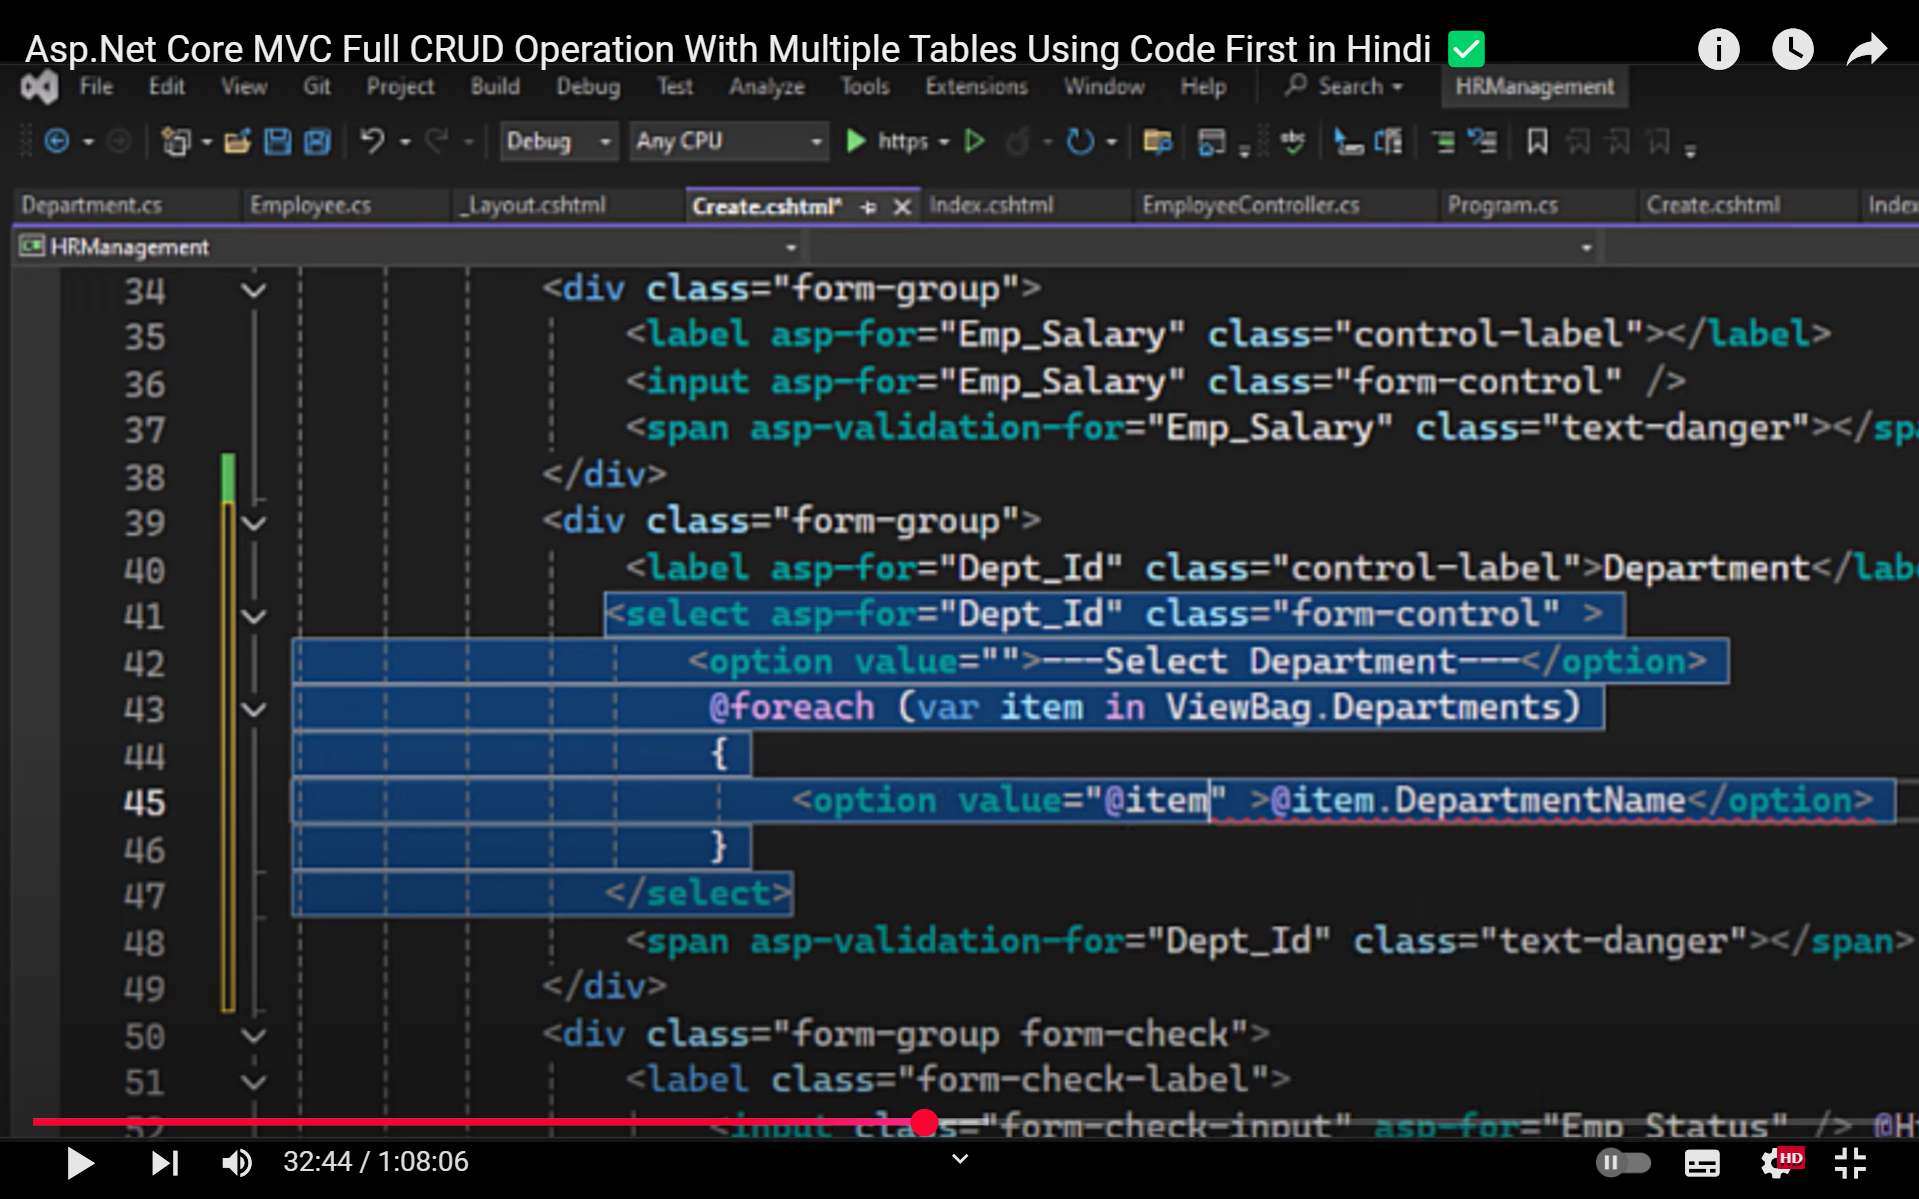 Asp.Net Core MVC Full CRUD Operation With Multiple Tables Using Code First in Hindi ✅
File Edit View Git Project Build Debug Test Analyze Tools Extensions Window Help Search HRManagement
Debug Any CPU https
Department.cs Employee.cs _Layout.cshtml Create.cshtml* Index.cshtml EmployeeController.cs Program.cs Create.cshtml Index
HRManagement
34 <div class="form-group">
35 <label asp-for="Emp_Salary" class="control-label"></label>
36 <input asp-for="Emp_Salary" class="form-control" />
37 <span asp-validation-for="Emp_Salary" class="text-danger"></spa
38 </div>
39 <div class="form-group">
40 <label asp-for="Dept_Id" class="control-label">Department</labe
41 <select asp-for="Dept_Id" class="form-control" >
42 <option value="">---Select Department---</option>
43 @foreach (var item in ViewBag.Departments)
44 {
45 <option value="@item" >@item.DepartmentName</option>
46 }
47 </select>
48 <span asp-validation-for="Dept_Id" class="text-danger"></span>
49 </div>
50 <div class="form-group form-check">
51 <label class="form-check-label">
52 <input class="form-check-input" asp-for="Emp_Status" /> @H
32:44 / 1:08:06
HD